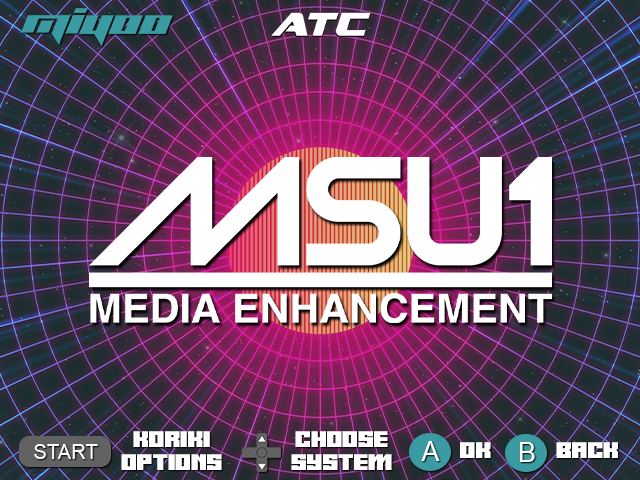 miyoo
ATC
MSU1
MEDIA ENHANCEMENT
START
KORIKI
OPTIONS
CHOOSE
SYSTEM
A
OK
B
BACK